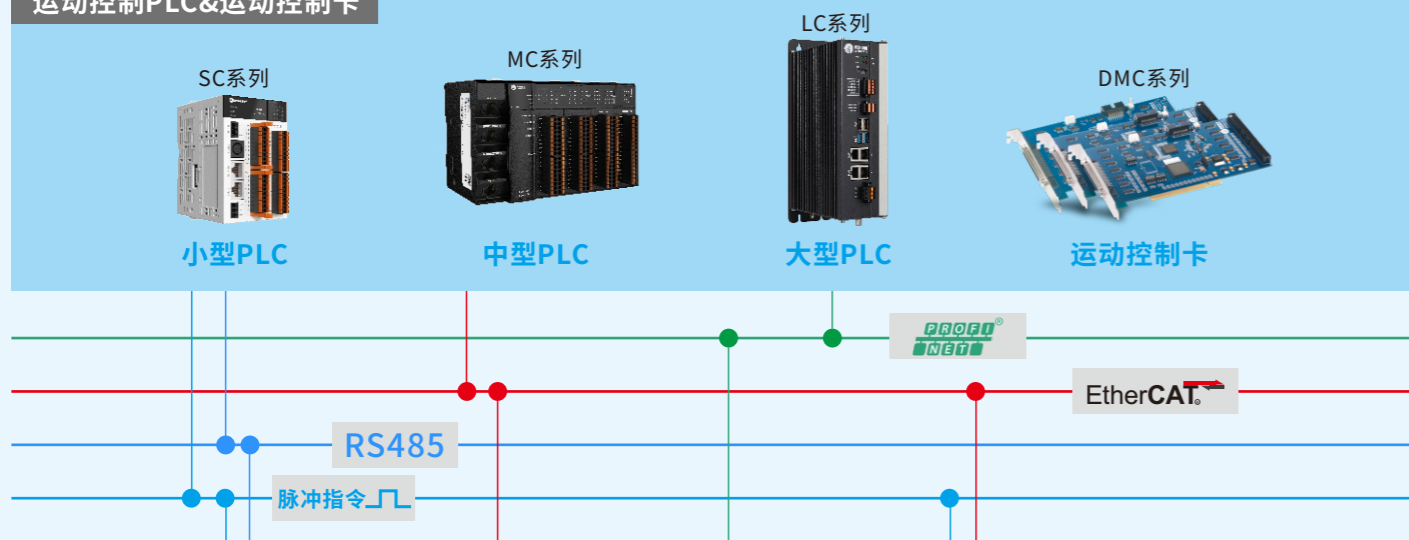 运动控制PLC&运动控制卡
SC系列
MC系列
LC系列
DMC系列
小型PLC
中型PLC
大型PLC
运动控制卡
PROFI®
NET
EtherCAT®
RS485
脉冲指令